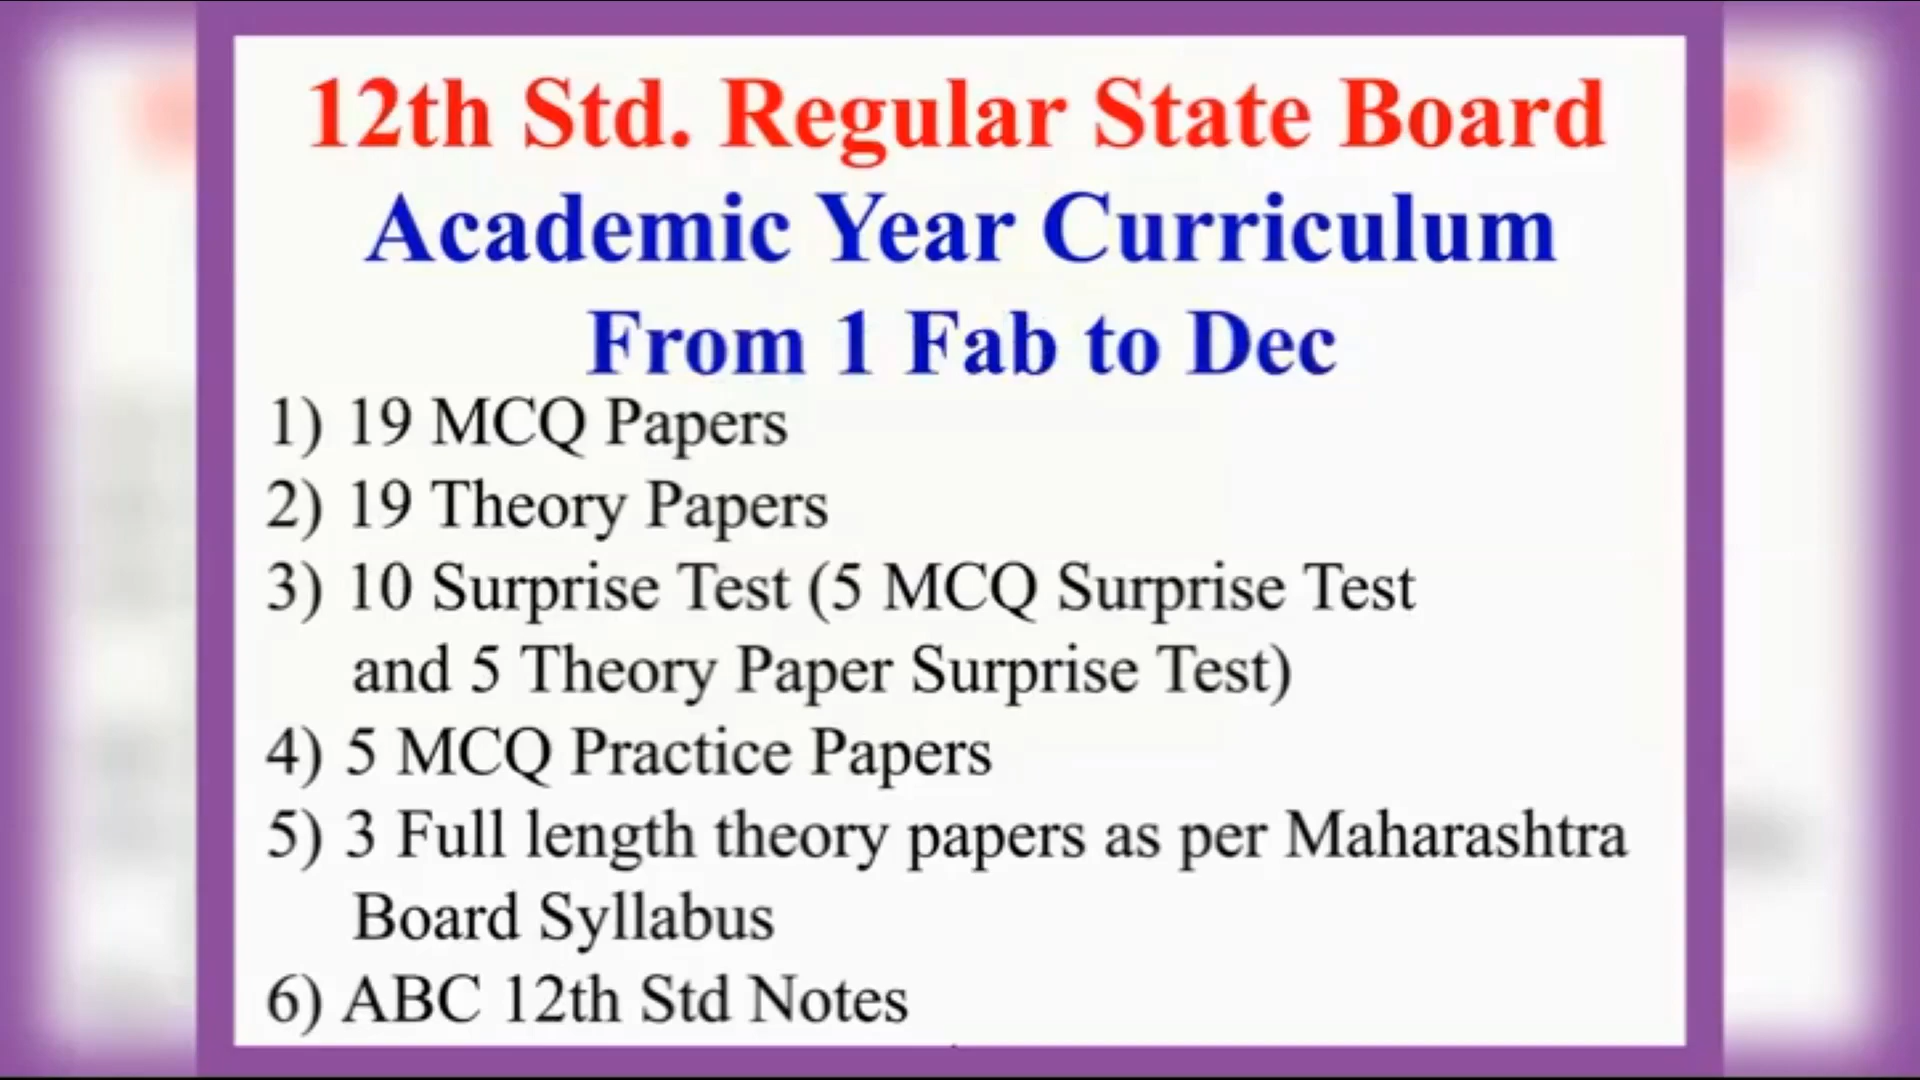 12th Std. Regular State Board
Academic Year Curriculum
From 1 Fab to Dec
1) 19 MCQ Papers
2) 19 Theory Papers
3) 10 Surprise Test (5 MCQ Surprise Test
and 5 Theory Paper Surprise Test)
4) 5 MCQ Practice Papers
5) 3 Full length theory papers as per Maharashtra
Board Syllabus
6) ABC 12th Std Notes